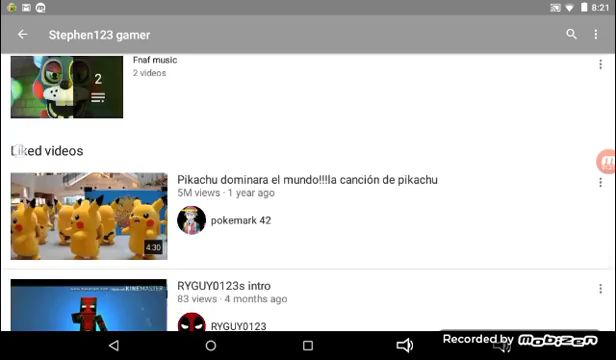 8:21
Stephen123 gamer
Fnaf music
2 videos
2
Liked videos
Pikachu dominara el mundo!!!la canción de pikachu
5M views · 1 year ago
pokemark 42
4:30
RYGUY0123s intro
83 views · 4 months ago
RYGUY0123
KINEMASTER
Recorded by mobizen